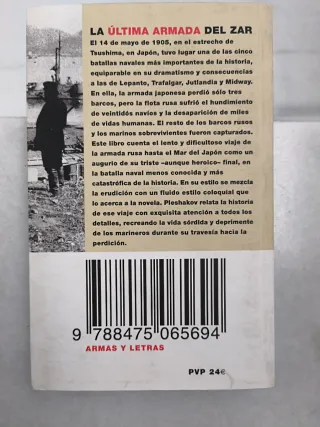 LA ÚLTIMA ARMADA DEL ZAR
El 14 de mayo de 1905, en el estrecho de
Tsushima, en Japón, tuvo lugar una de las cinco
batallas navales más importantes de la historia,
equiparable en su dramatismo y consecuencias
a las de Lepanto, Trafalgar, Jutlandia y Midway.
En ella, la armada japonesa perdió sólo tres
barcos, pero la flota rusa sufrió el hundimiento
de veintidós navíos y la desaparición de miles
de vidas humanas. El resto de los barcos rusos
y los marinos sobrevivientes fueron capturados.
Este libro cuenta el lento y dificultoso viaje de
la armada rusa hasta el Mar del Japón como un
augurio de su triste –aunque heroico– final, en
la batalla naval menos conocida y más
catastrófica de la historia. En su estilo se mezcla
la erudición con un fluido estilo coloquial que
lo acerca a la novela. Pleshakov relata la historia
de ese viaje con exquisita atención a todos los
detalles, recreando la vida sórdida y deprimente
de los marineros durante su travesía hacia la
perdición.
9 788475 065694
ARMAS Y LETRAS
PVP 24€